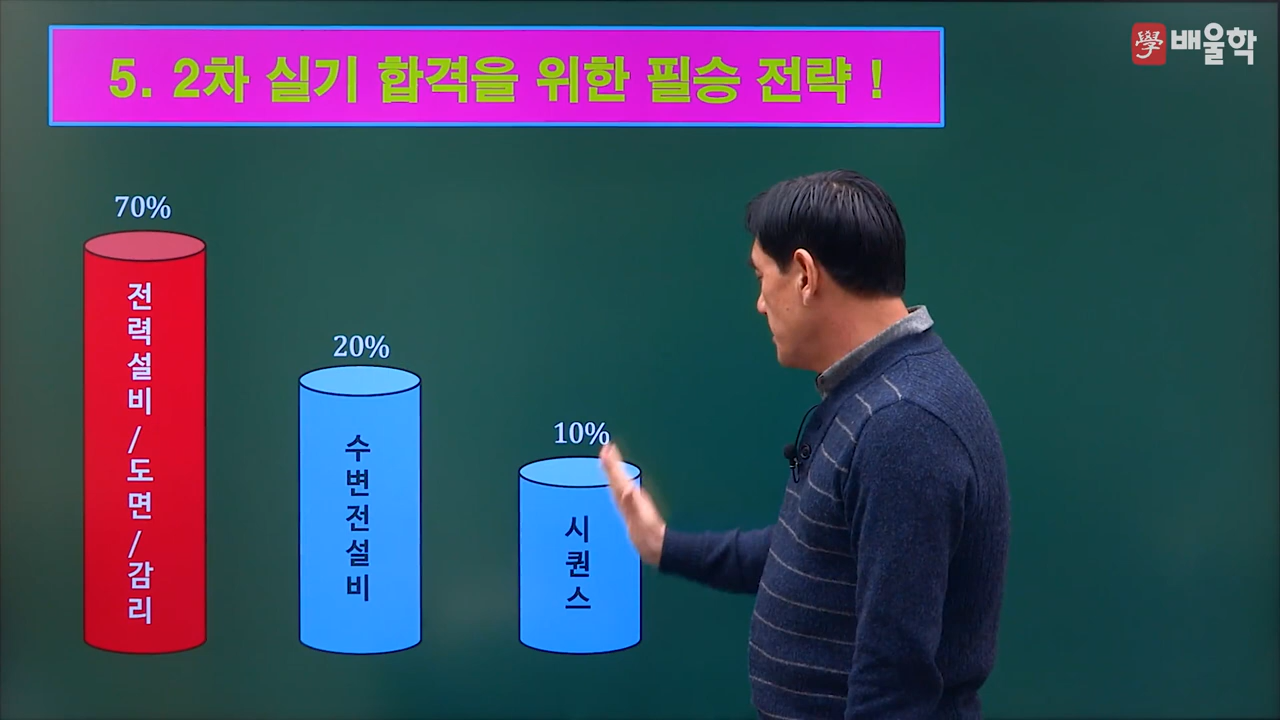 5. 2차 실기 합격을 위한 필승 전략 !
學 배울학
70%
전력설비/도면/감리
20%
수변전설비
10%
시퀀스